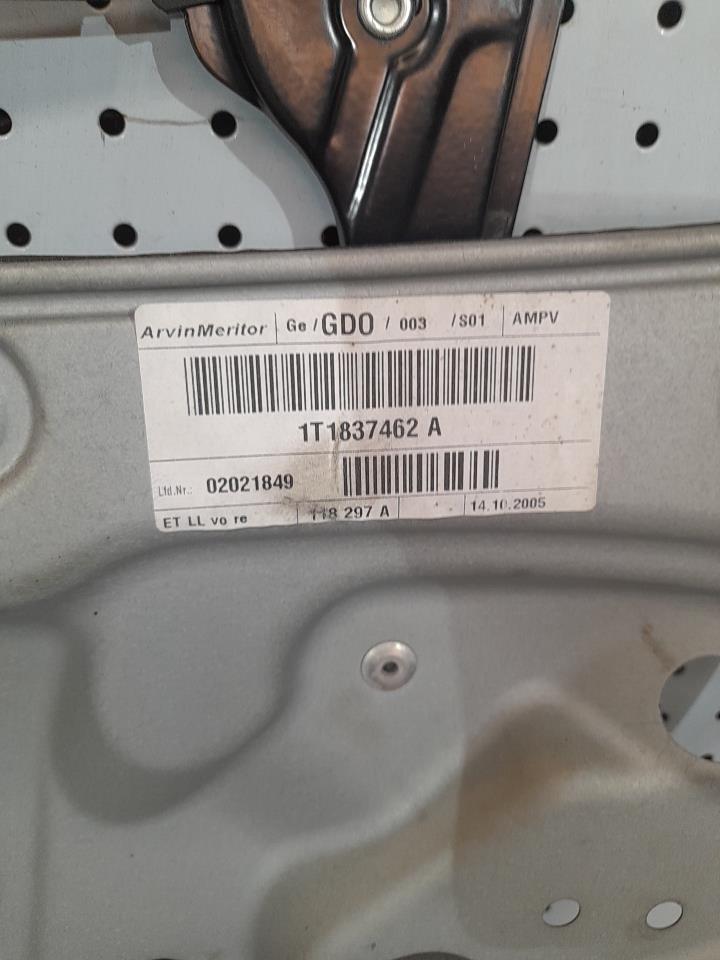 ArvinMeritor Ge / GDO / 003 / S01 AMPV
1T1837462 A
Lfd.Nr.: 02021849
ET LL vo re 118 297 A 14.10.2005